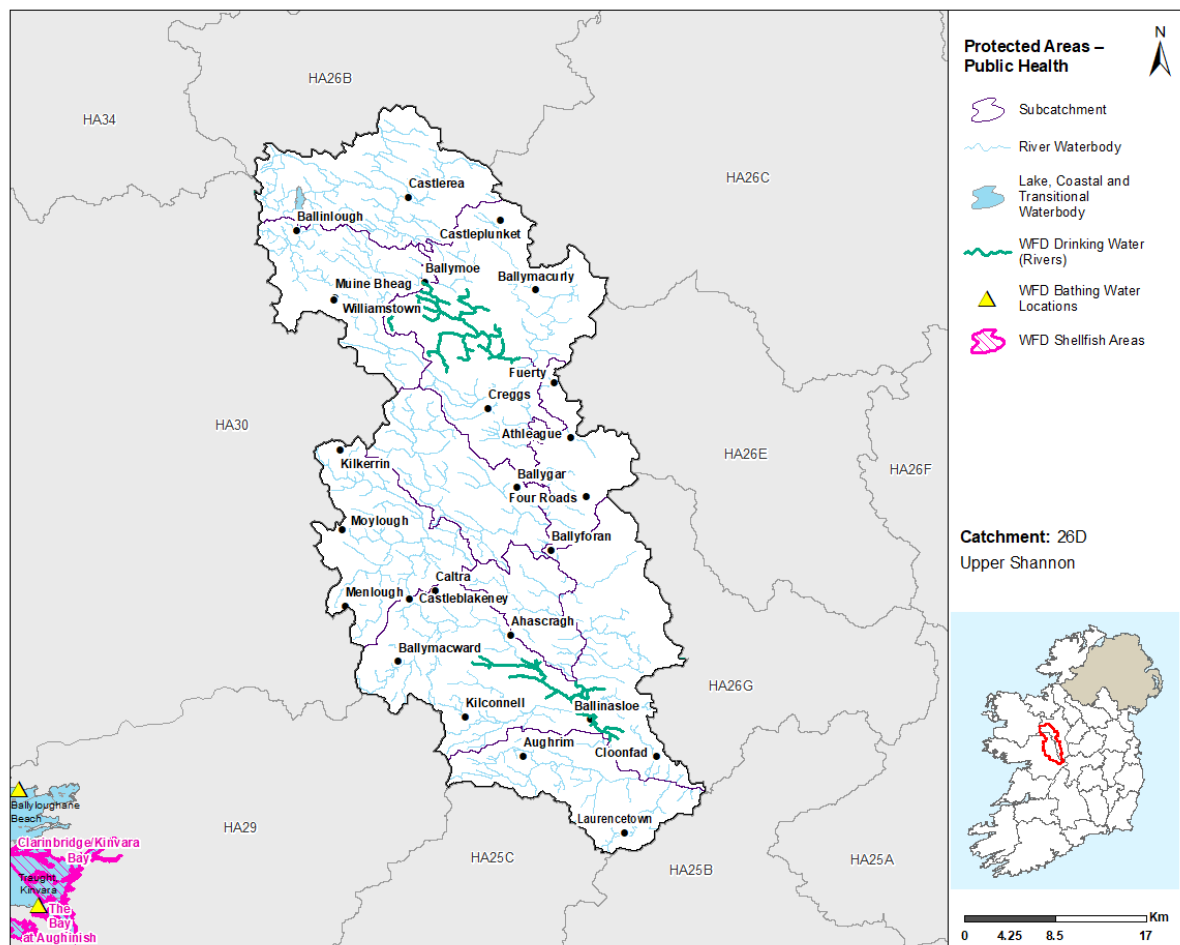 HA26B
HA34
HA26C
Castlerea
Ballinlough
Castleplunket
Ballymoe
Muine Bheag
Ballymacurly
Williamstown
Fuerty
Creggs
HA30
Athleague
HA26E
HA26F
Kilkerrin
Ballygar
Four Roads
Moylough
Ballyforan
Caltra
Menlough
Castleblakeney
Ahascragh
Ballymacward
HA26G
Kilconnell
Ballinasloe
Aughrim
Cloonfad
Ballyloughane
Beach
Laurencetown
HA29
Clarinbridge/Kinvara
Bay
HA25C
HA25B
HA25A
Traught,
Kinvara
The
Bay
at Aughinish
Protected Areas –
Public Health
N
Subcatchment
River Waterbody
Lake, Coastal and
Transitional
Waterbody
WFD Drinking Water
(Rivers)
WFD Bathing Water
Locations
WFD Shellfish Areas
Catchment: 26D
Upper Shannon
Km
0 4.25 8.5 17